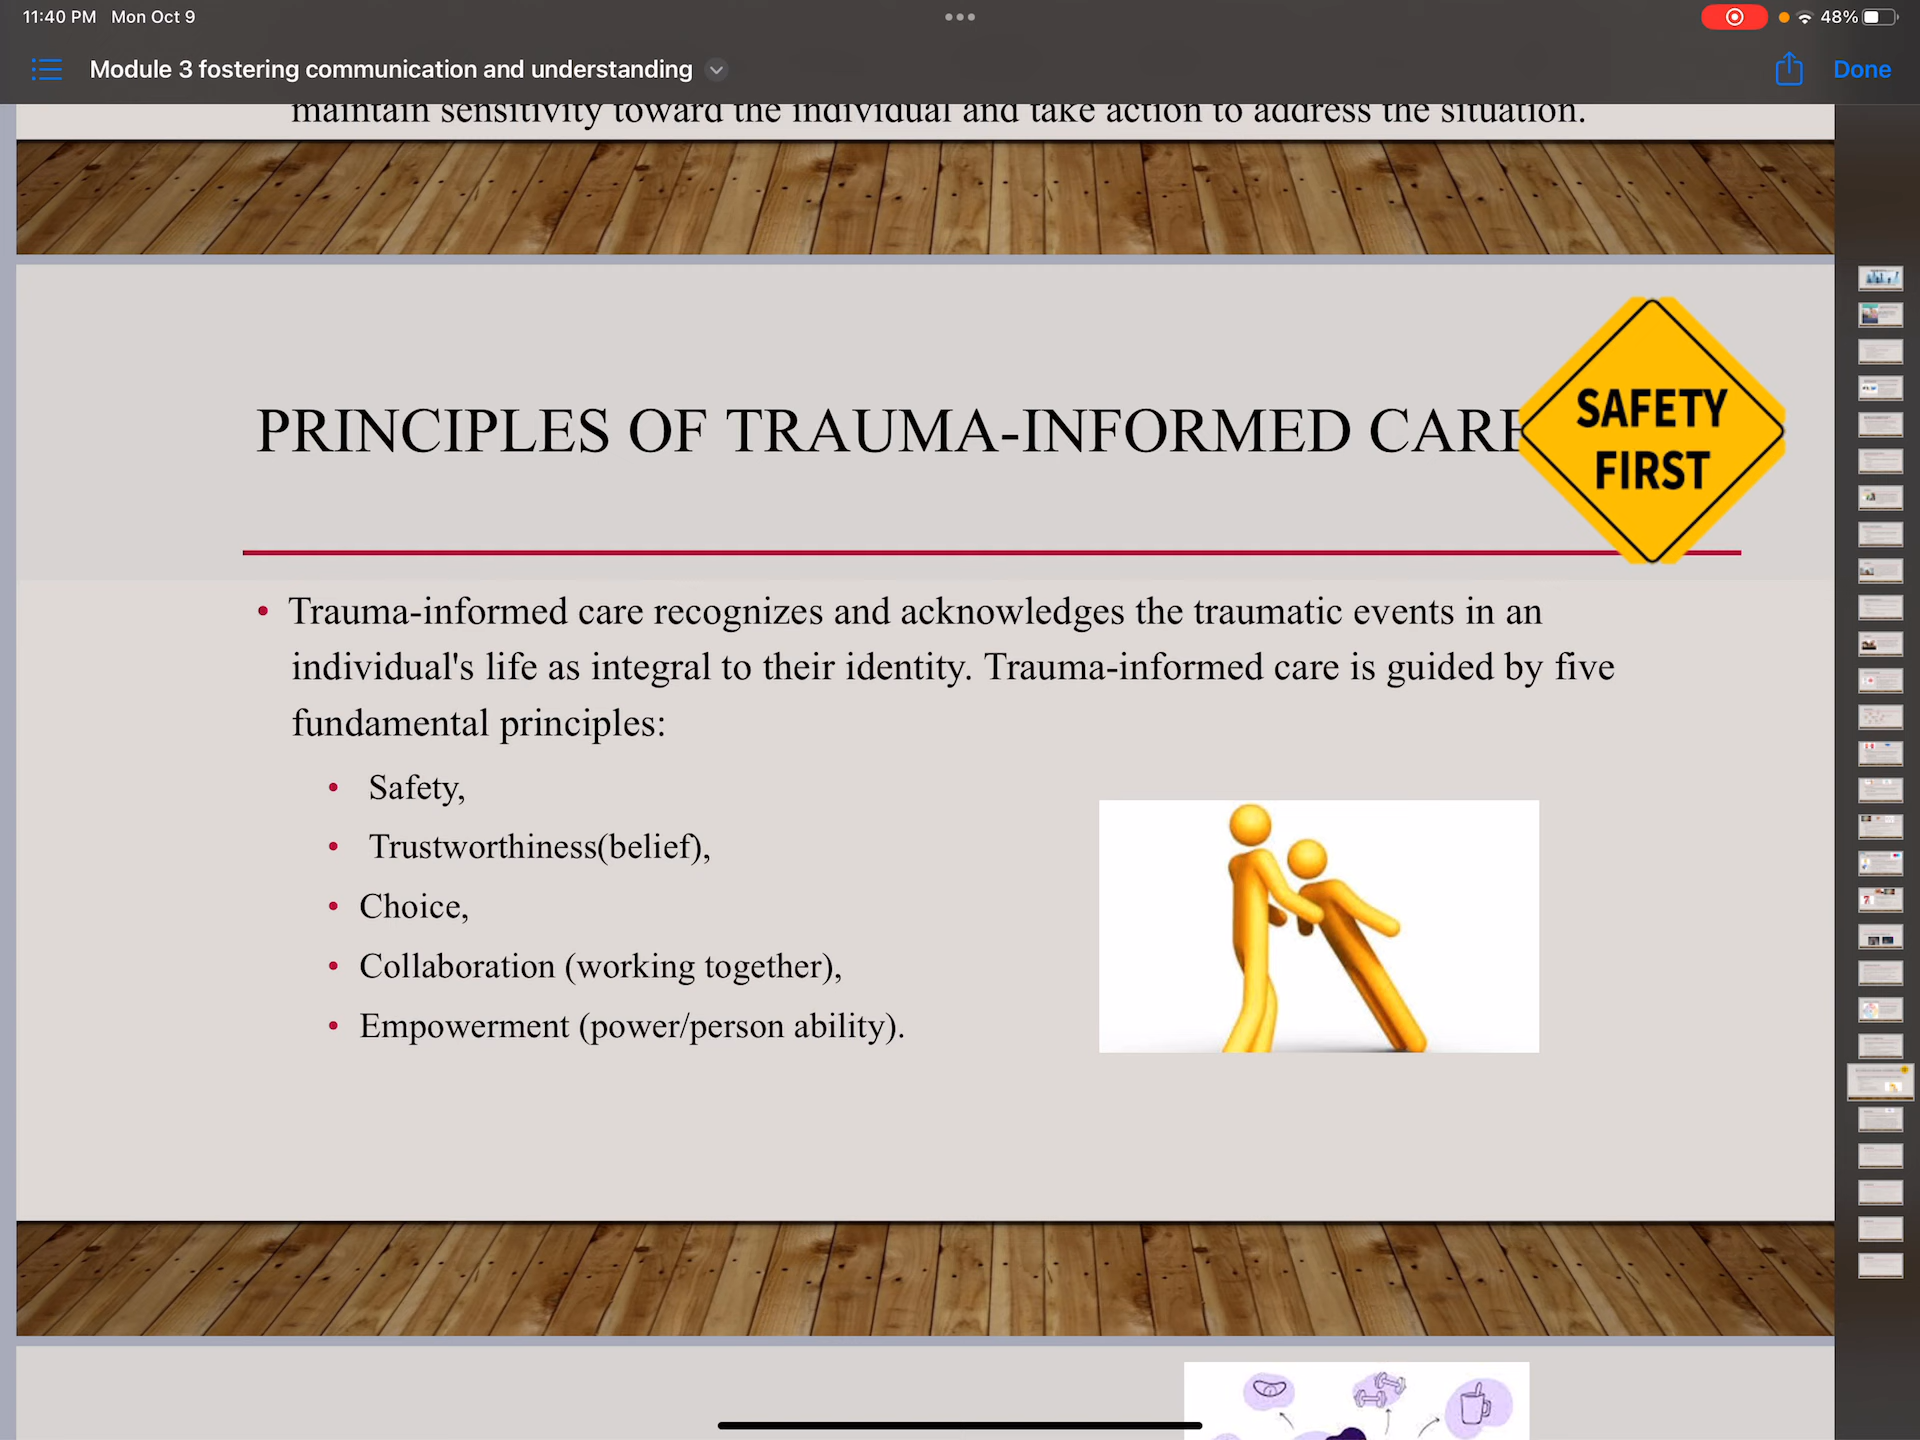 11:40 PM Mon Oct 9
48%
Module 3 fostering communication and understanding
Done
maintain sensitivity toward the individual and take action to address the situation.
PRINCIPLES OF TRAUMA-INFORMED CARE
SAFETY
FIRST
• Trauma-informed care recognizes and acknowledges the traumatic events in an
individual's life as integral to their identity. Trauma-informed care is guided by five
fundamental principles:
• Safety,
• Trustworthiness(belief),
• Choice,
• Collaboration (working together),
• Empowerment (power/person ability).